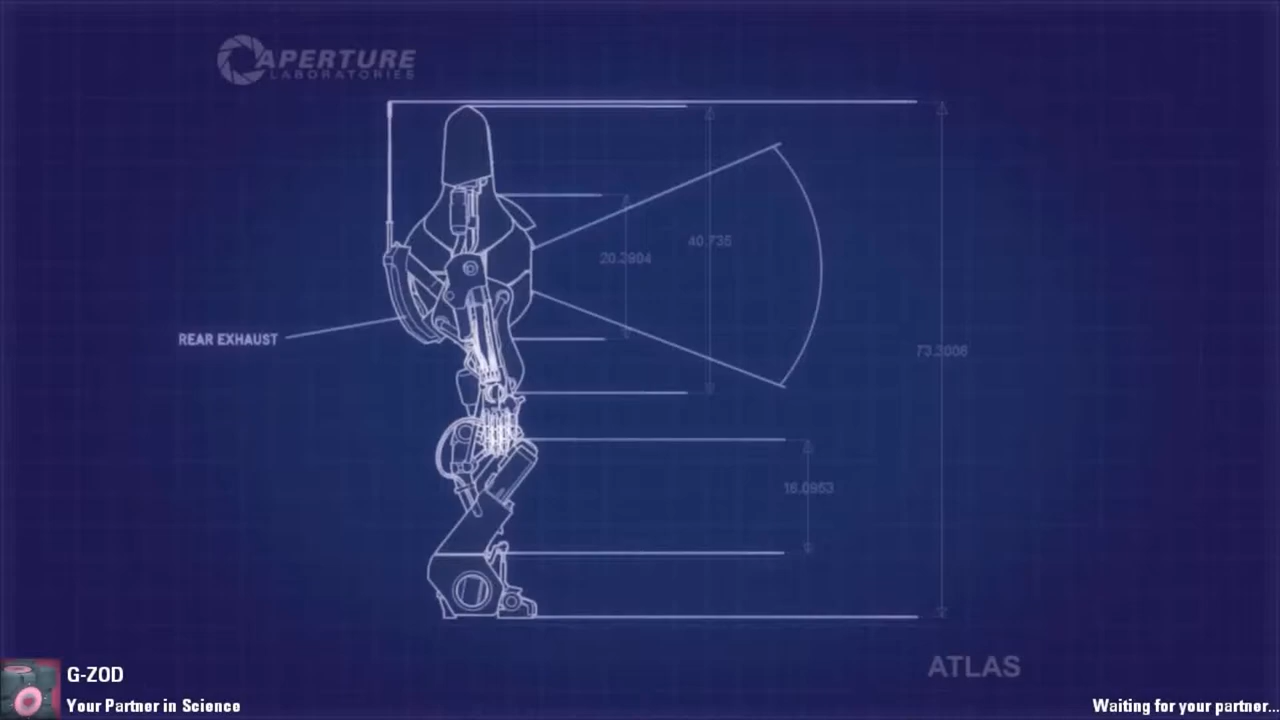 APERTURE
LABORATORIES
40.735
20.3904
REAR EXHAUST
73.3006
16.0953
ATLAS
G-ZOD
Your Partner in Science
Waiting for your partner...